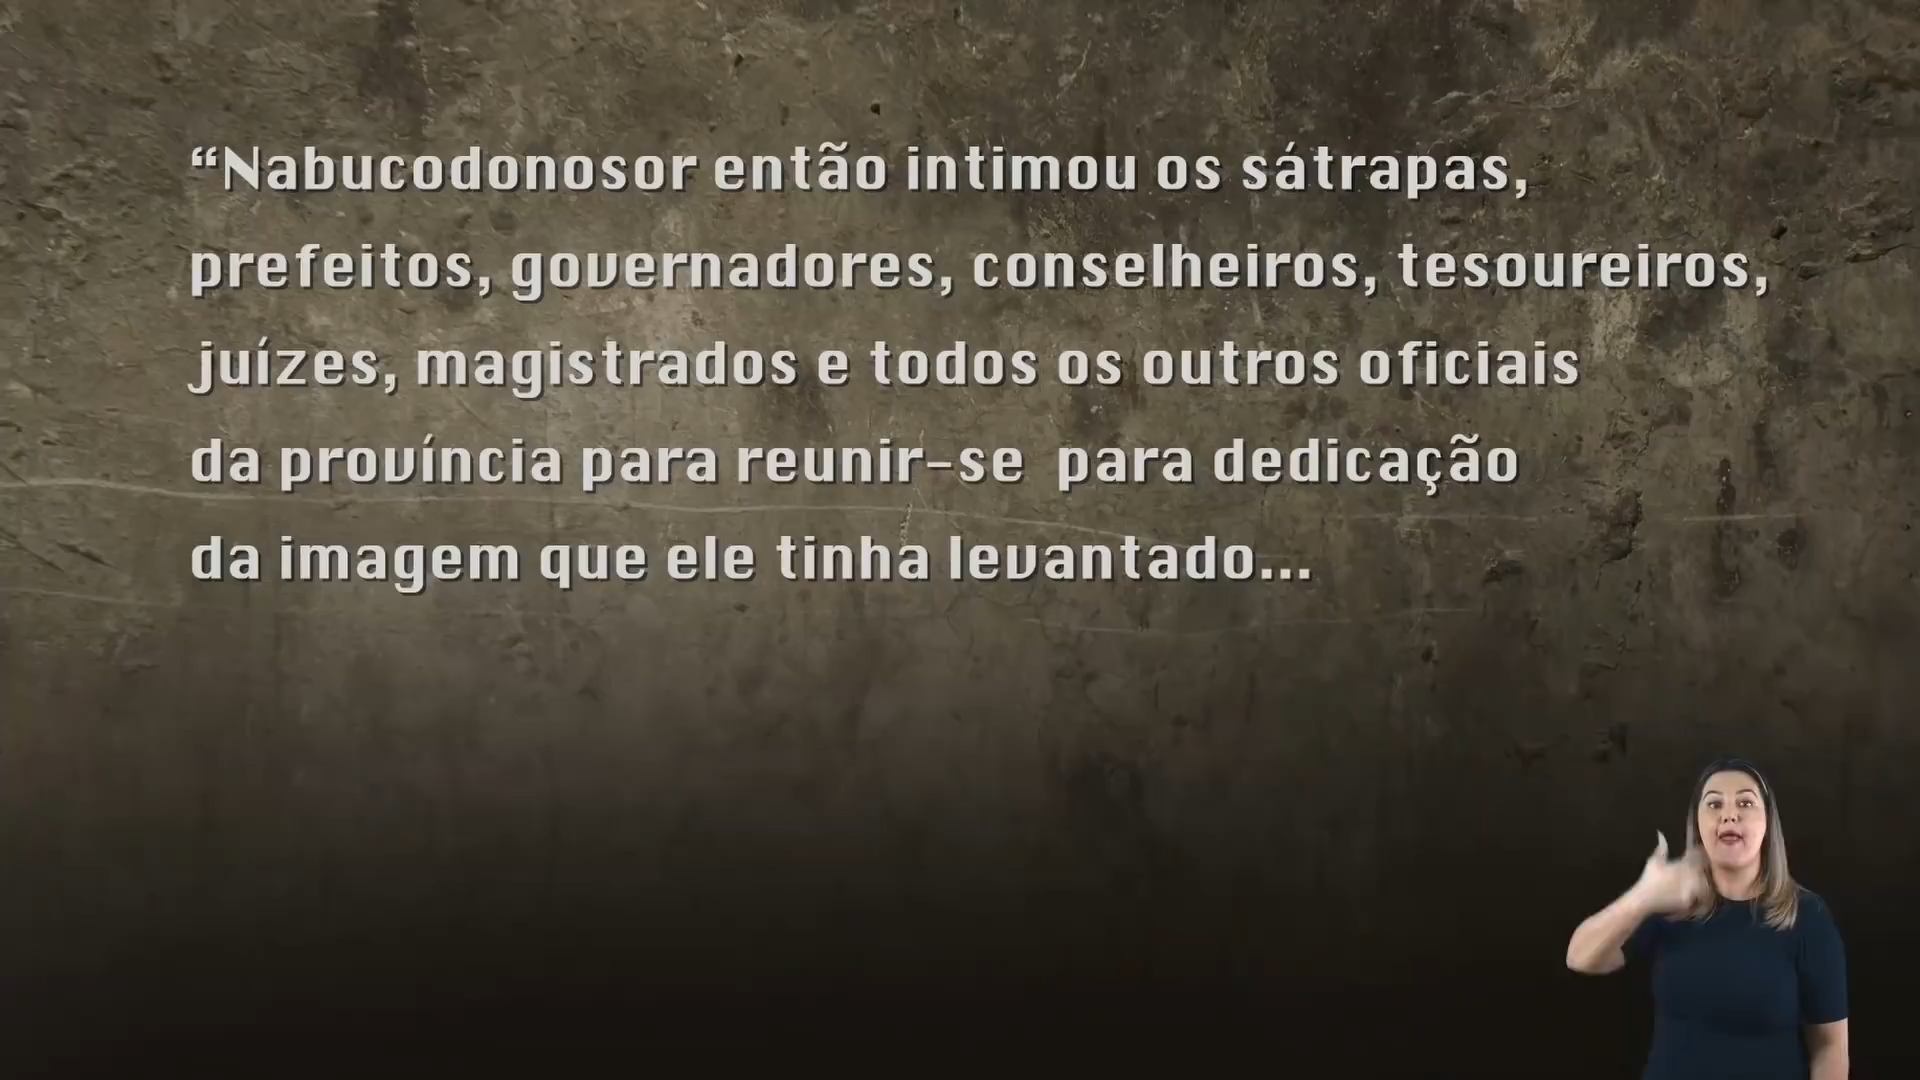 “Nabucodonosor então intimou os sátrapas,
prefeitos, governadores, conselheiros, tesoureiros,
juízes, magistrados e todos os outros oficiais
da província para reunir-se para dedicação
da imagem que ele tinha levantado...